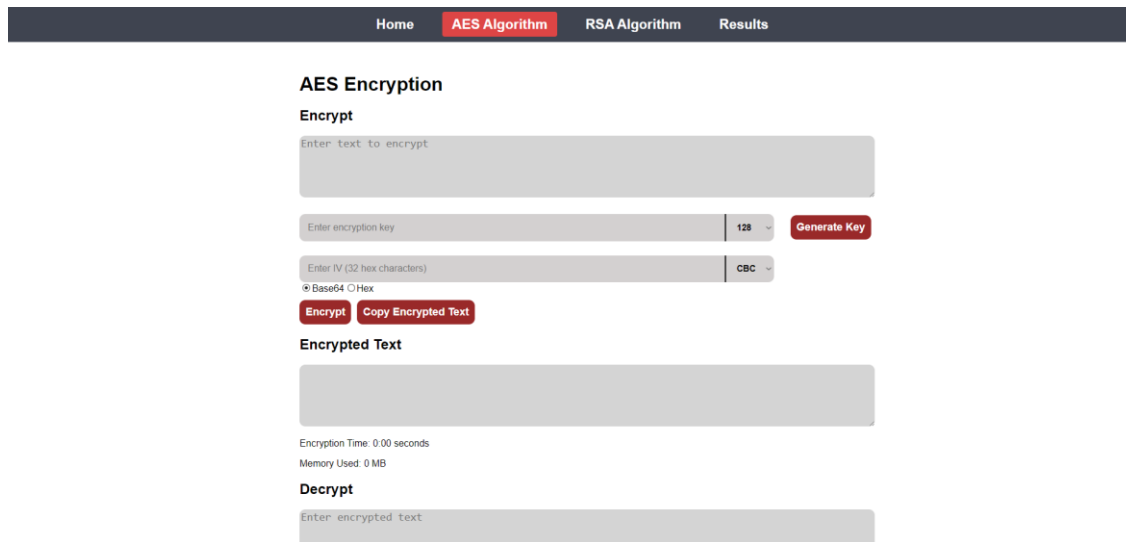 Home AES Algorithm RSA Algorithm Results
AES Encryption
Encrypt
Enter text to encrypt
Enter encryption key 128 Generate Key
Enter IV (32 hex characters) CBC
Base64 Hex
Encrypt Copy Encrypted Text
Encrypted Text
Encryption Time: 0:00 seconds
Memory Used: 0 MB
Decrypt
Enter encrypted text